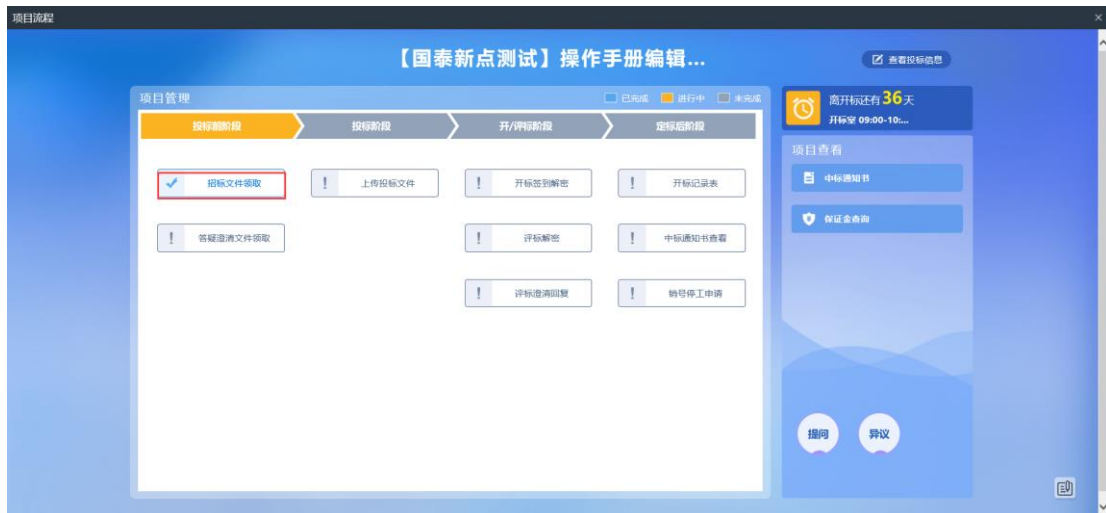 项目流程
×
【国泰新点测试】操作手册编辑...
查看投标信息
项目管理
已完成 进行中 未完成
投标前阶段 投标阶段 开/评标阶段 定标后阶段
招标文件领取 上传投标文件 开标签到解密 开标记录表
答疑澄清文件领取 评标解密 中标通知书查看
评标澄清回复 销号停工申请
离开标还有36天
开标室 09:00-10:...
项目查看
中标通知书
保证金查询
提问 异议